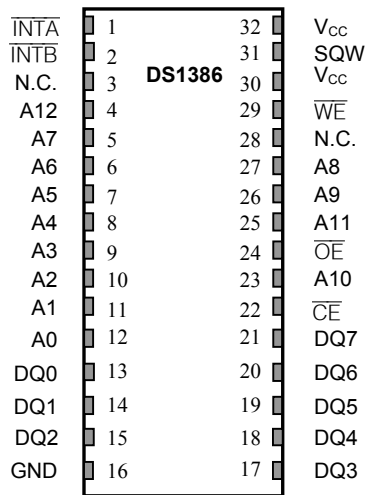 INTA 1 32 VCC
INTB 2 31 SQW
N.C. 3 DS1386 30 VCC
A12 4 29 WE
A7 5 28 N.C.
A6 6 27 A8
A5 7 26 A9
A4 8 25 A11
A3 9 24 OE
A2 10 23 A10
A1 11 22 CE
A0 12 21 DQ7
DQ0 13 20 DQ6
DQ1 14 19 DQ5
DQ2 15 18 DQ4
GND 16 17 DQ3